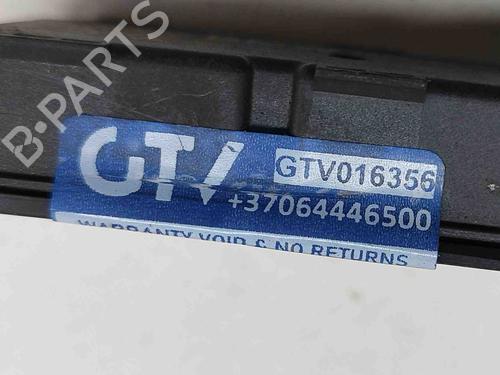 B-PARTS
GTV
GTV016356
+37064446500
WARRANTY VOID & NO RETURNS